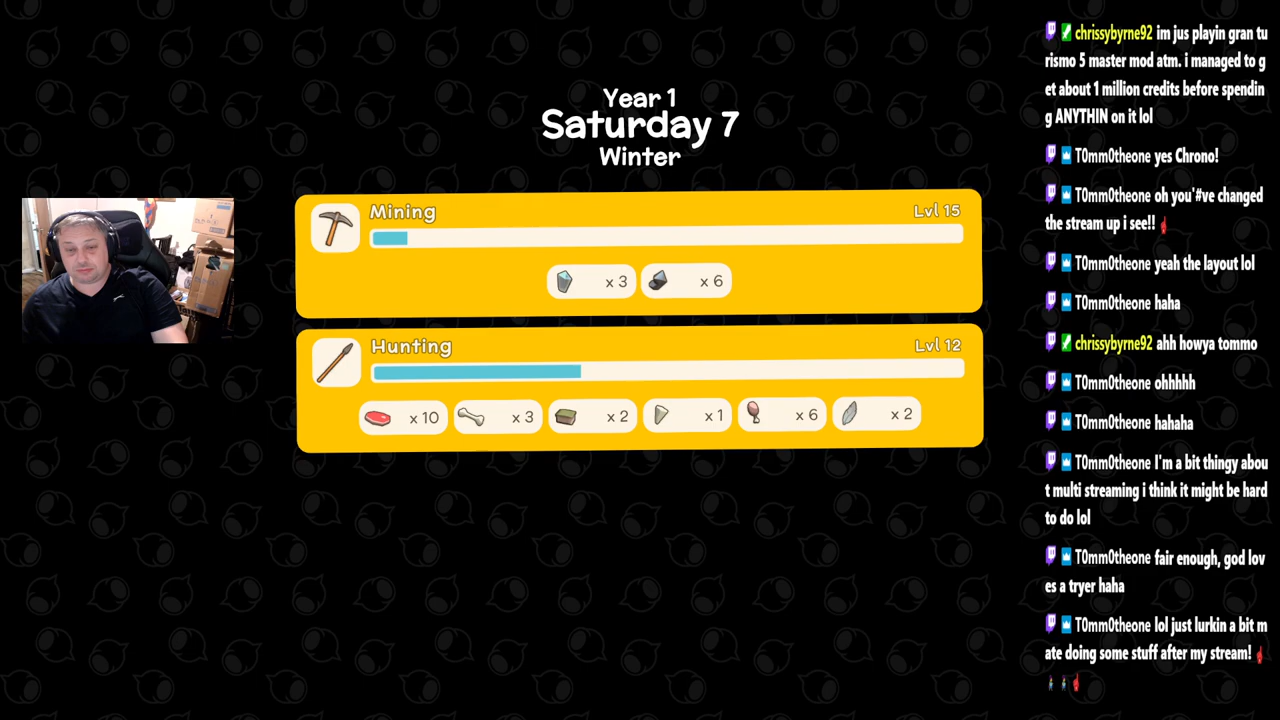 Year 1
Saturday 7
Winter
Mining
Lvl 15
x 3
x 6
Hunting
Lvl 12
x 10
x 3
x 2
x 1
x 6
x 2
chrissybyrne92 im jus playin gran tu
rismo 5 master mod atm. i managed to g
et about 1 million credits before spendin
g ANYTHIN on it lol
T0mm0theone yes Chrono!
T0mm0theone oh you'#ve changed
the stream up i see!!
T0mm0theone yeah the layout lol
T0mm0theone haha
chrissybyrne92 ahh howya tommo
T0mm0theone ohhhhh
T0mm0theone hahaha
T0mm0theone I'm a bit thingy abou
t multi streaming i think it might be hard
to do lol
T0mm0theone fair enough, god lov
es a tryer haha
T0mm0theone lol just lurkin a bit m
ate doing some stuff after my stream!